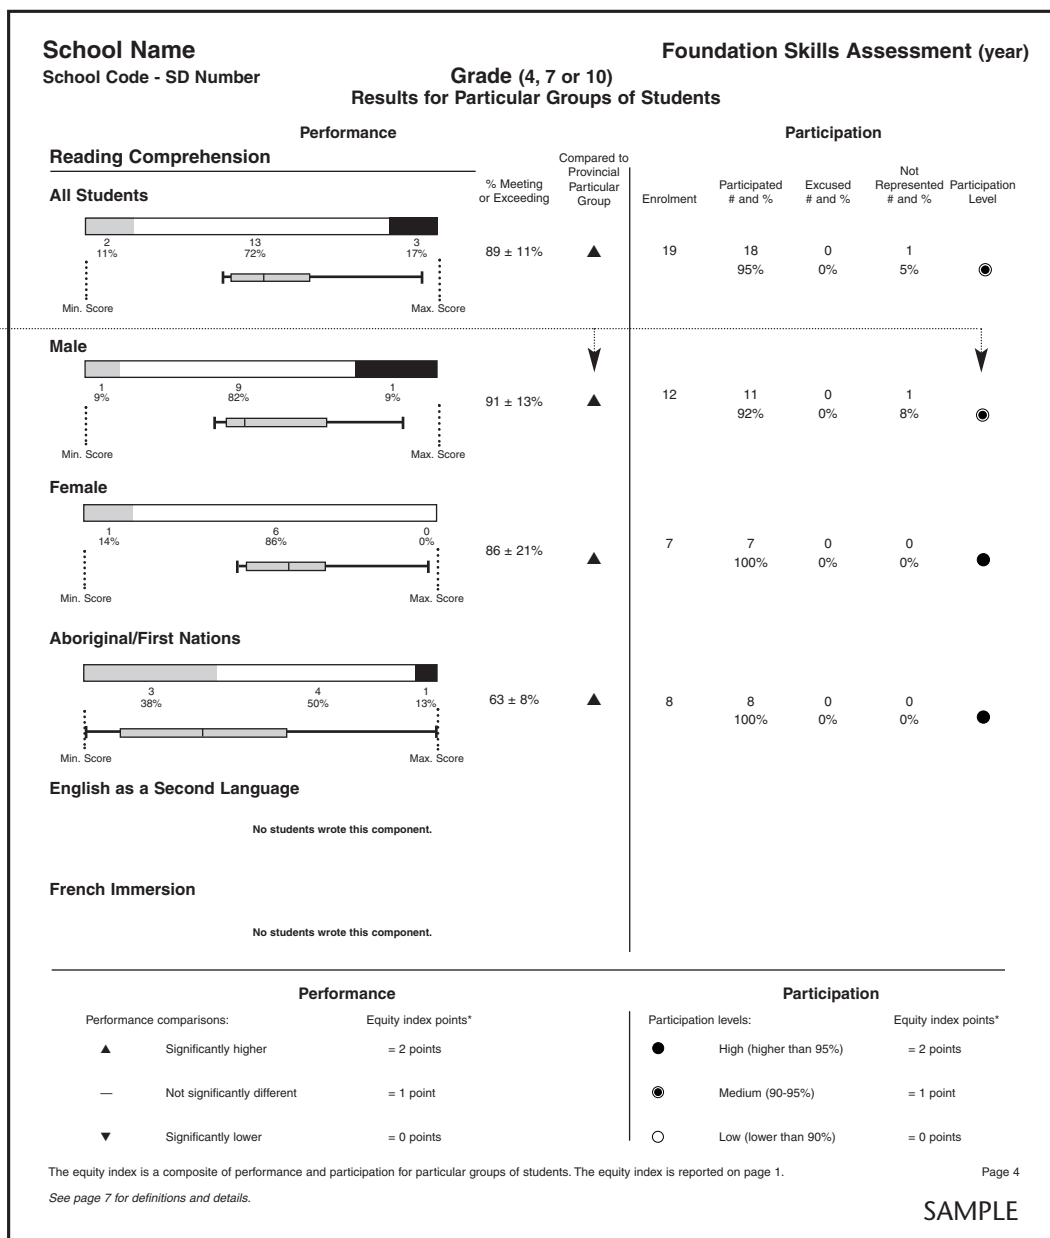 School Name
Foundation Skills Assessment (year)
School Code - SD Number
Grade (4, 7 or 10)
Results for Particular Groups of Students
Performance
Participation
Reading Comprehension
% Meeting
or Exceeding
Compared to
Provincial
Particular
Group
Enrolment
Participated
# and %
Excused
# and %
Not
Represented
# and %
Participation
Level
All Students
2 13 3
11% 72% 17%
Min. Score Max. Score
89 ± 11% ▲ 19 18 0 1
95% 0% 5%
Male
1 9 1
9% 82% 9%
Min. Score Max. Score
91 ± 13% ▲ 12 11 0 1
92% 0% 8%
Female
1 6 0
14% 86% 0%
Min. Score Max. Score
86 ± 21% ▲ 7 7 0 0
100% 0% 0%
Aboriginal/First Nations
3 4 1
38% 50% 13%
Min. Score Max. Score
63 ± 8% ▲ 8 8 0 0
100% 0% 0%
English as a Second Language
No students wrote this component.
French Immersion
No students wrote this component.
Performance
Performance comparisons: Equity index points*
▲ Significantly higher = 2 points
— Not significantly different = 1 point
▼ Significantly lower = 0 points
Participation
Participation levels: Equity index points*
● High (higher than 95%) = 2 points
◉ Medium (90-95%) = 1 point
○ Low (lower than 90%) = 0 points
The equity index is a composite of performance and participation for particular groups of students. The equity index is reported on page 1.
Page 4
See page 7 for definitions and details.
SAMPLE